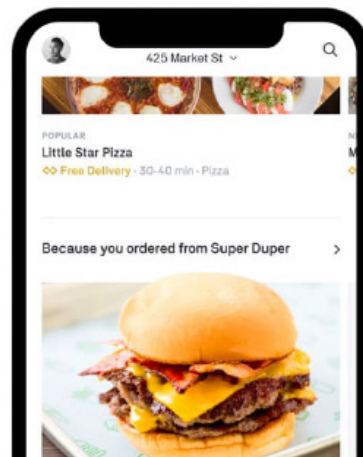 425 Market St
POPULAR
Little Star Pizza
Free Delivery · 30-40 min · Pizza
Because you ordered from Super Duper